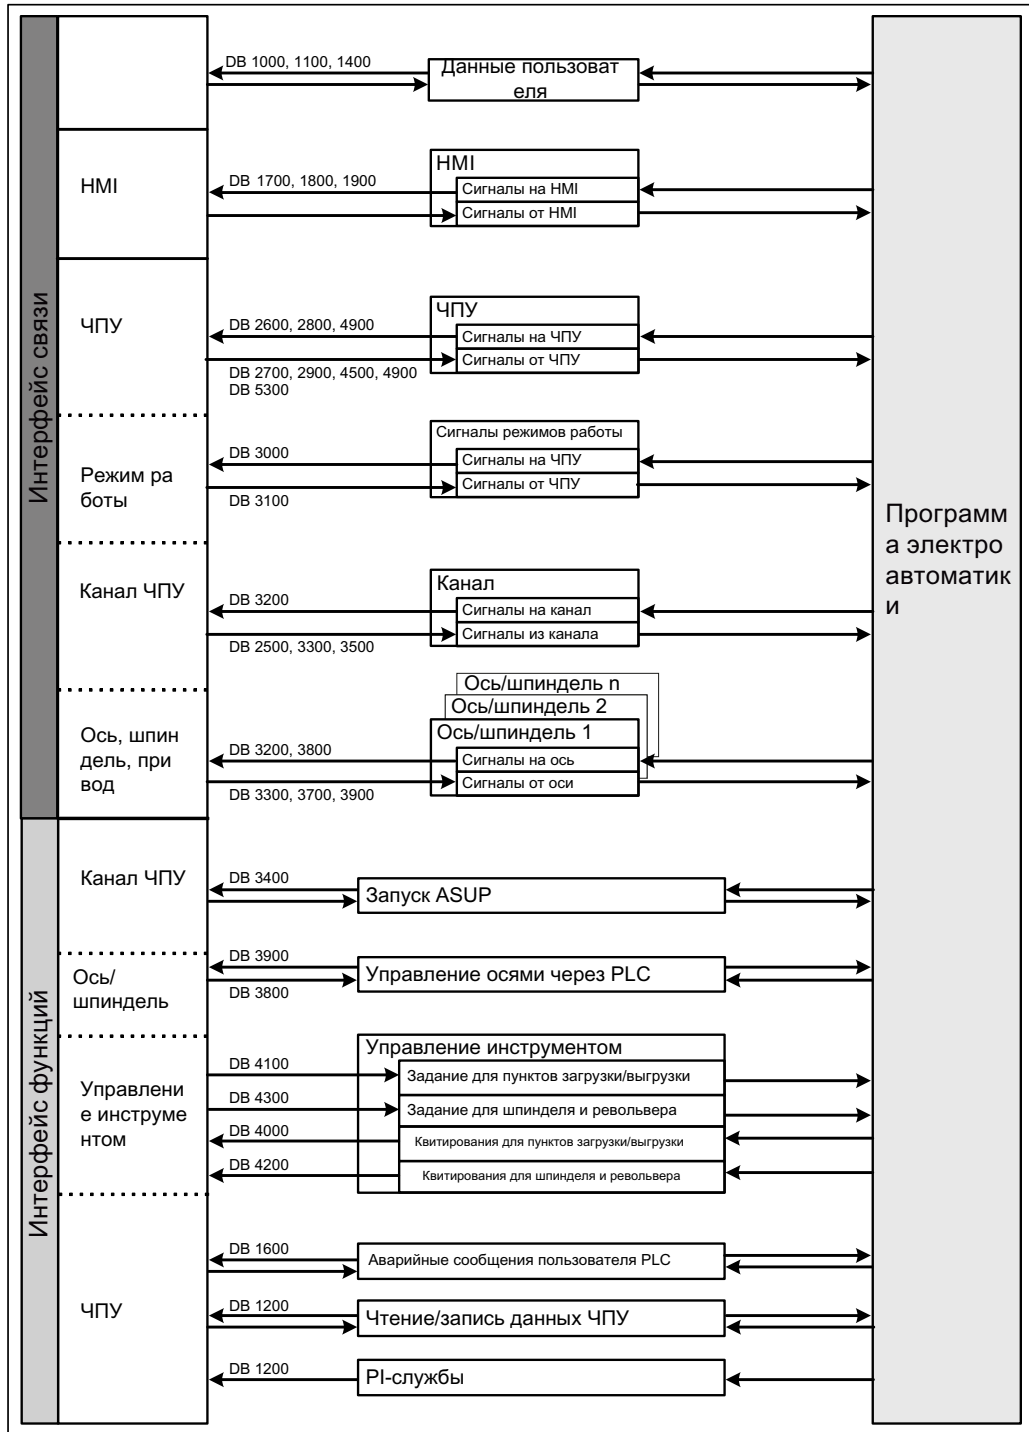 Интерфейс связи
DB 1000, 1100, 1400
Данные пользоват
еля
HMI
DB 1700, 1800, 1900
HMI
Сигналы на HMI
Сигналы от HMI
ЧПУ
DB 2600, 2800, 4900
DB 2700, 2900, 4500, 4900
DB 5300
ЧПУ
Сигналы на ЧПУ
Сигналы от ЧПУ
Режим ра
боты
DB 3000
DB 3100
Сигналы режимов работы
Сигналы на ЧПУ
Сигналы от ЧПУ
Программ
а электро
автоматик
и
Канал ЧПУ
DB 3200
DB 2500, 3300, 3500
Канал
Сигналы на канал
Сигналы из канала
Ось, шпин
дель, при
вод
DB 3200, 3800
DB 3300, 3700, 3900
Ось/шпиндель n
Ось/шпиндель 2
Ось/шпиндель 1
Сигналы на ось
Сигналы от оси
Интерфейс функций
Канал ЧПУ
DB 3400
Запуск ASUP
Ось/
шпиндель
DB 3900
DB 3800
Управление осями через PLC
Управлени
е инструме
нтом
DB 4100
DB 4300
DB 4000
DB 4200
Управление инструментом
Задание для пунктов загрузки/выгрузки
Задание для шпинделя и револьвера
Квитирования для пунктов загрузки/выгрузки
Квитирования для шпинделя и револьвера
ЧПУ
DB 1600
Аварийные сообщения пользователя PLC
DB 1200
Чтение/запись данных ЧПУ
DB 1200
PI-службы